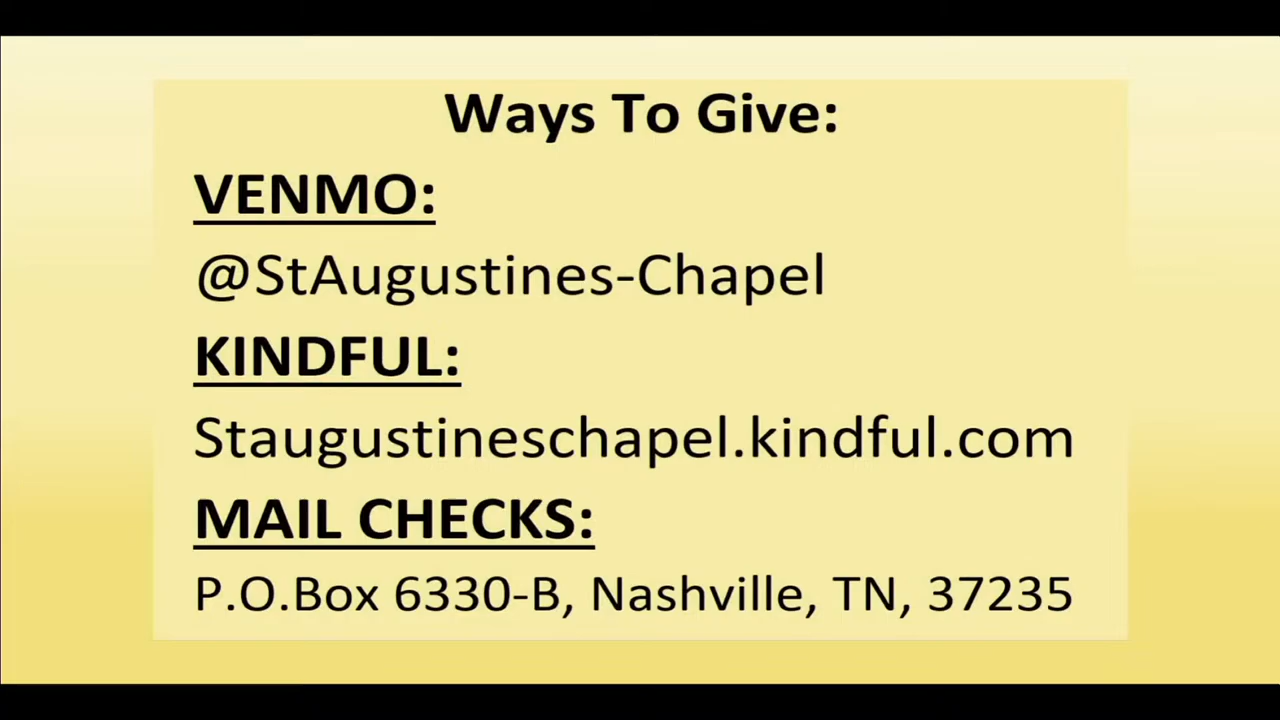 Ways To Give:
VENMO:
@StAugustines-Chapel
KINDFUL:
Staugustineschapel.kindful.com
MAIL CHECKS:
P.O.Box 6330-B, Nashville, TN, 37235